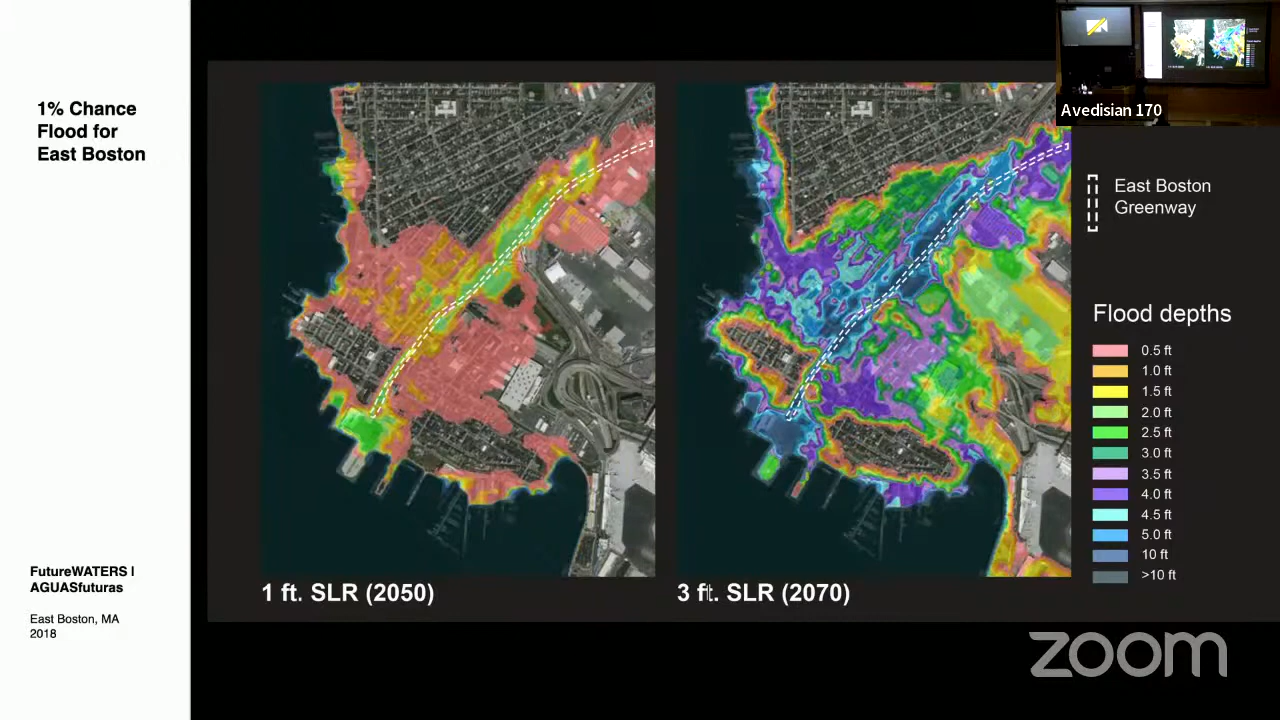 1% Chance
Flood for
East Boston
FutureWATERS |
AGUASfuturas
East Boston, MA
2018
1 ft. SLR (2050)
3 ft. SLR (2070)
Avedisian 170
East Boston
Greenway
Flood depths
0.5 ft
1.0 ft
1.5 ft
2.0 ft
2.5 ft
3.0 ft
3.5 ft
4.0 ft
4.5 ft
5.0 ft
10 ft
>10 ft
zoom